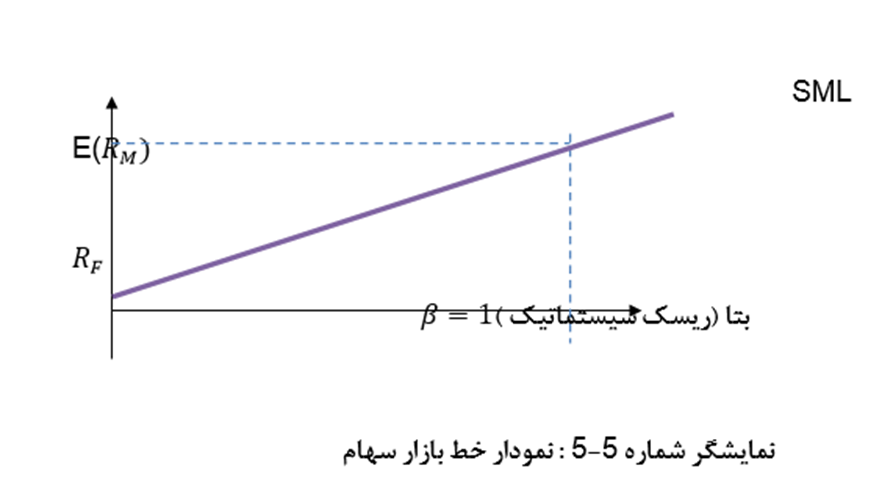 SML
E(R_M)
R_F
β = 1 بتا (ریسک سیستماتیک)
نمایشگر شماره 5-5 : نمودار خط بازار سهام